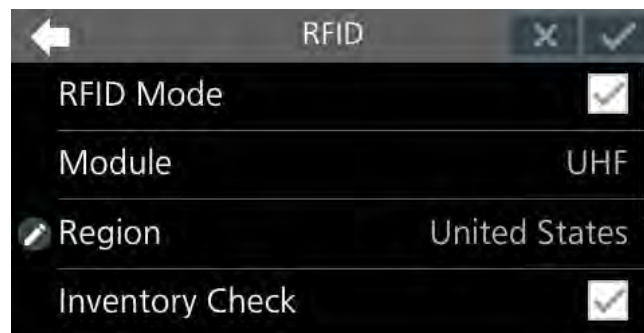 RFID
RFID Mode
Module UHF
Region United States
Inventory Check